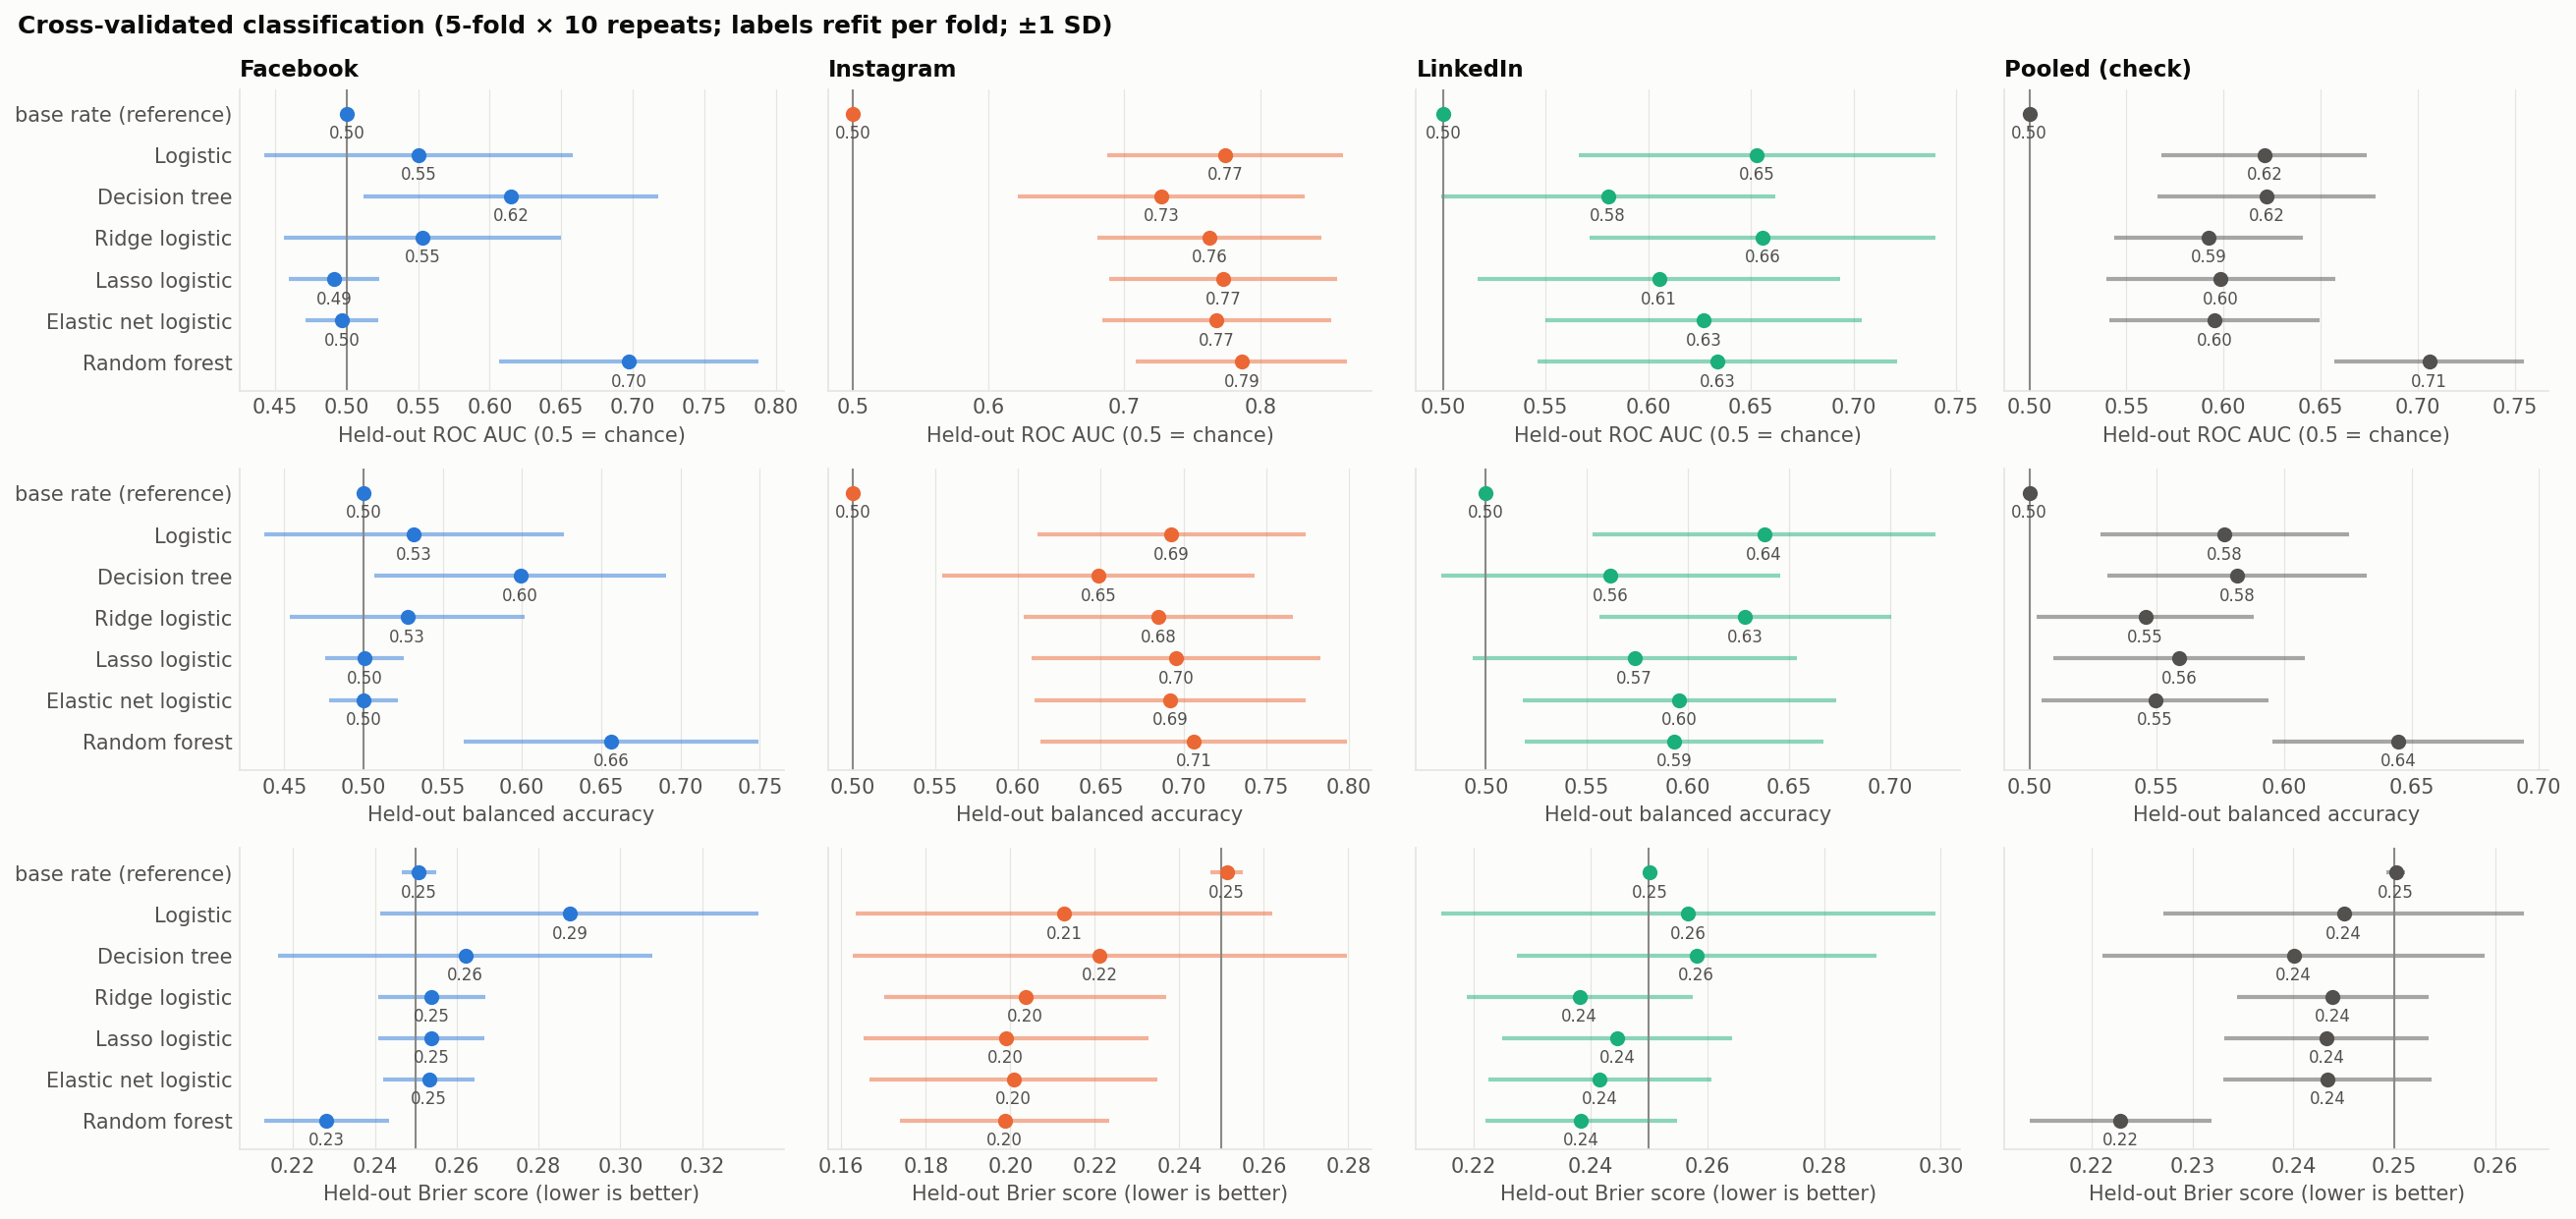 Cross-validated classification (5-fold × 10 repeats; labels refit per fold; ±1 SD)
Facebook
Instagram
LinkedIn
Pooled (check)
base rate (reference)
0.50 0.50 0.50 0.50
Logistic
0.55 0.77 0.65 0.62
Decision tree
0.62 0.73 0.58 0.62
Ridge logistic
0.55 0.76 0.66 0.59
Lasso logistic
0.49 0.77 0.61 0.60
Elastic net logistic
0.50 0.77 0.63 0.60
Random forest
0.70 0.79 0.63 0.71
0.45 0.50 0.55 0.60 0.65 0.70 0.75 0.80
0.5 0.6 0.7 0.8
0.50 0.55 0.60 0.65 0.70 0.75
0.50 0.55 0.60 0.65 0.70 0.75
Held-out ROC AUC (0.5 = chance)
Held-out ROC AUC (0.5 = chance)
Held-out ROC AUC (0.5 = chance)
Held-out ROC AUC (0.5 = chance)
base rate (reference)
0.50 0.50 0.50 0.50
Logistic
0.53 0.69 0.64 0.58
Decision tree
0.60 0.65 0.56 0.58
Ridge logistic
0.53 0.68 0.63 0.55
Lasso logistic
0.50 0.70 0.57 0.56
Elastic net logistic
0.50 0.69 0.60 0.55
Random forest
0.66 0.71 0.59 0.64
0.45 0.50 0.55 0.60 0.65 0.70 0.75
0.50 0.55 0.60 0.65 0.70 0.75 0.80
0.50 0.55 0.60 0.65 0.70
0.50 0.55 0.60 0.65 0.70
Held-out balanced accuracy
Held-out balanced accuracy
Held-out balanced accuracy
Held-out balanced accuracy
base rate (reference)
0.25 0.25 0.25 0.25
Logistic
0.29 0.21 0.26 0.24
Decision tree
0.26 0.22 0.26 0.24
Ridge logistic
0.25 0.20 0.24 0.24
Lasso logistic
0.25 0.20 0.24 0.24
Elastic net logistic
0.25 0.20 0.24 0.24
Random forest
0.23 0.20 0.24 0.22
0.22 0.24 0.26 0.28 0.30 0.32
0.16 0.18 0.20 0.22 0.24 0.26 0.28
0.22 0.24 0.26 0.28 0.30
0.22 0.23 0.24 0.25 0.26
Held-out Brier score (lower is better)
Held-out Brier score (lower is better)
Held-out Brier score (lower is better)
Held-out Brier score (lower is better)